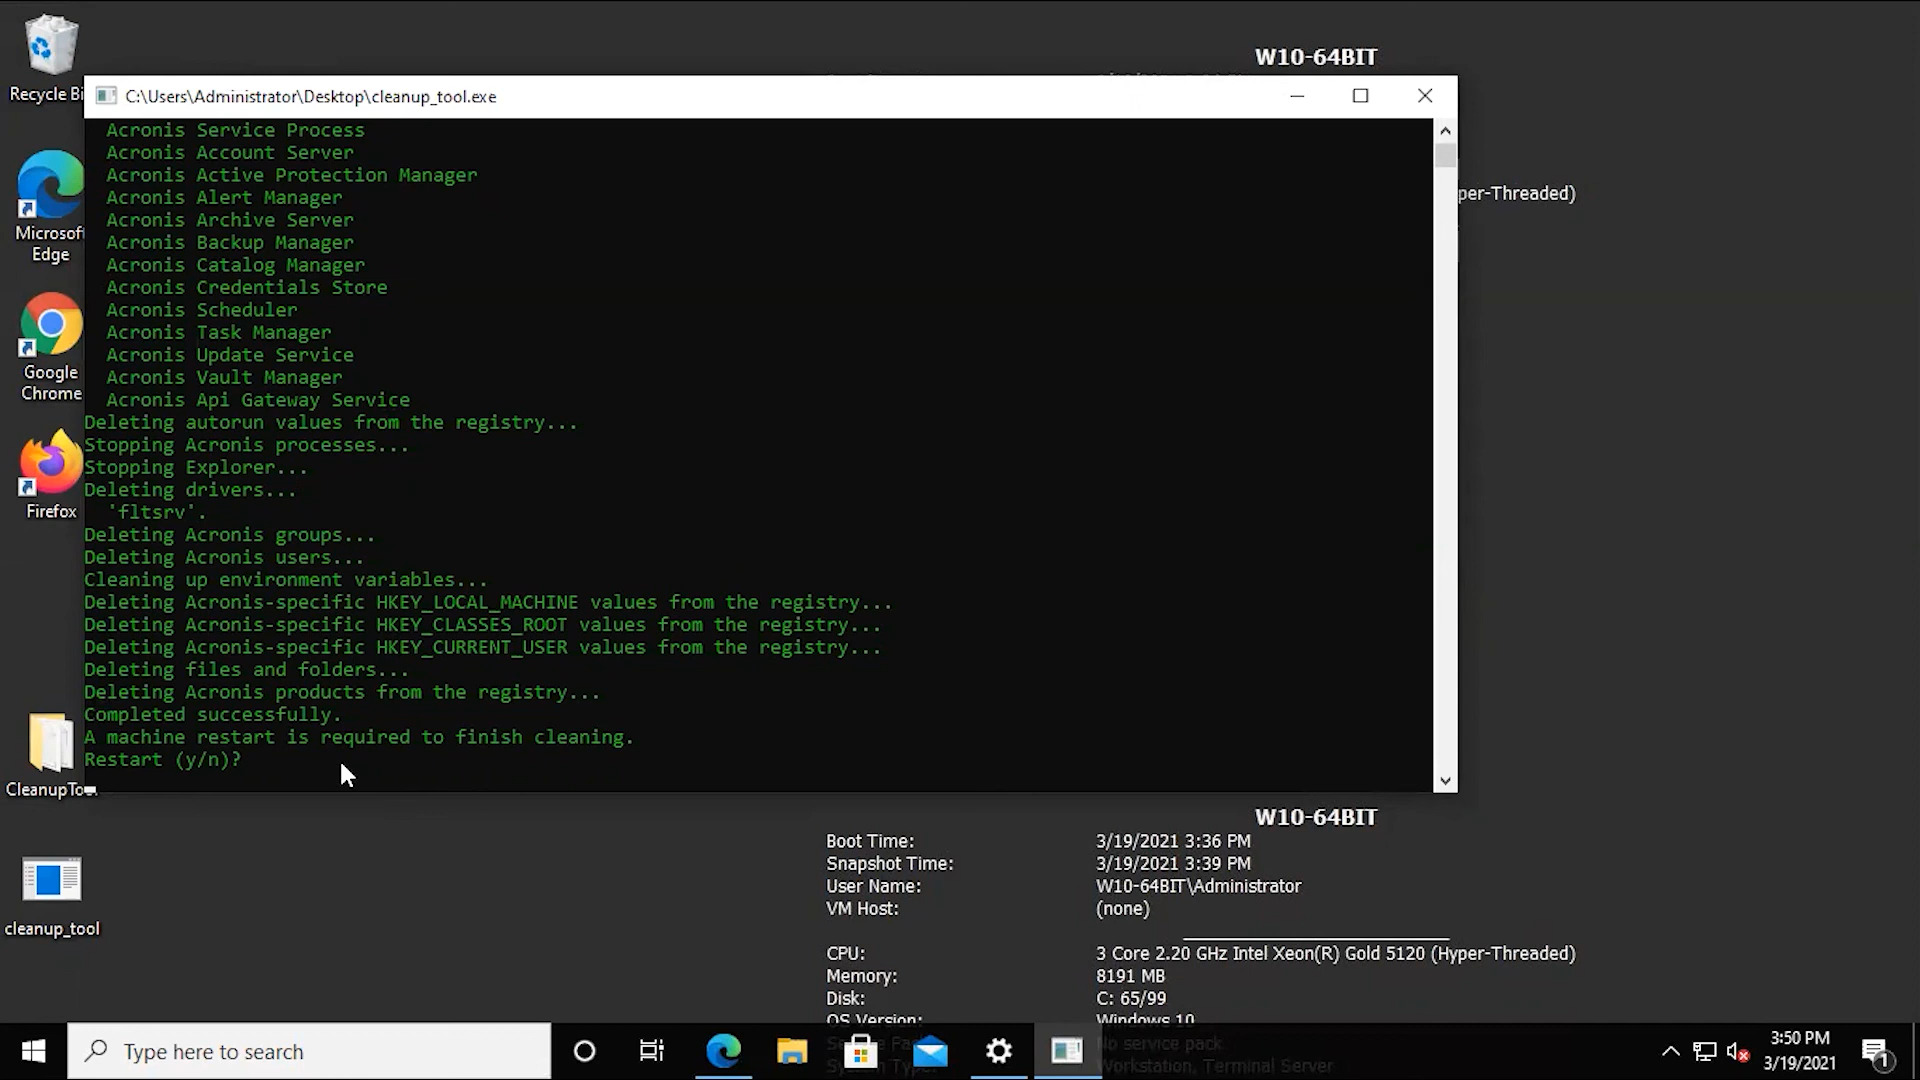 W10-64BIT
Recycle Bi
C:\Users\Administrator\Desktop\cleanup_tool.exe
Acronis Service Process
Acronis Account Server
Acronis Active Protection Manager
Acronis Alert Manager
per-Threaded)
Acronis Archive Server
Acronis Backup Manager
Microsoft
Edge
Acronis Catalog Manager
Acronis Credentials Store
Acronis Scheduler
Acronis Task Manager
Acronis Update Service
Acronis Vault Manager
Google
Chrome
Acronis Api Gateway Service
Deleting autorun values from the registry...
Stopping Acronis processes...
Stopping Explorer...
Deleting drivers...
'fltsrv'.
Firefox
Deleting Acronis groups...
Deleting Acronis users...
Cleaning up environment variables...
Deleting Acronis-specific HKEY_LOCAL_MACHINE values from the registry...
Deleting Acronis-specific HKEY_CLASSES_ROOT values from the registry...
Deleting Acronis-specific HKEY_CURRENT_USER values from the registry...
Deleting files and folders...
Deleting Acronis products from the registry...
Completed successfully.
A machine restart is required to finish cleaning.
Restart (y/n)?
CleanupToo
W10-64BIT
Boot Time: 3/19/2021 3:36 PM
Snapshot Time: 3/19/2021 3:39 PM
User Name: W10-64BIT\Administrator
VM Host: (none)
cleanup_tool
CPU: 3 Core 2.20 GHz Intel Xeon(R) Gold 5120 (Hyper-Threaded)
Memory: 8191 MB
Disk: C: 65/99
OS Version: Windows 10
No service pack
Workstation, Terminal Server
Type here to search
3:50 PM
3/19/2021
1